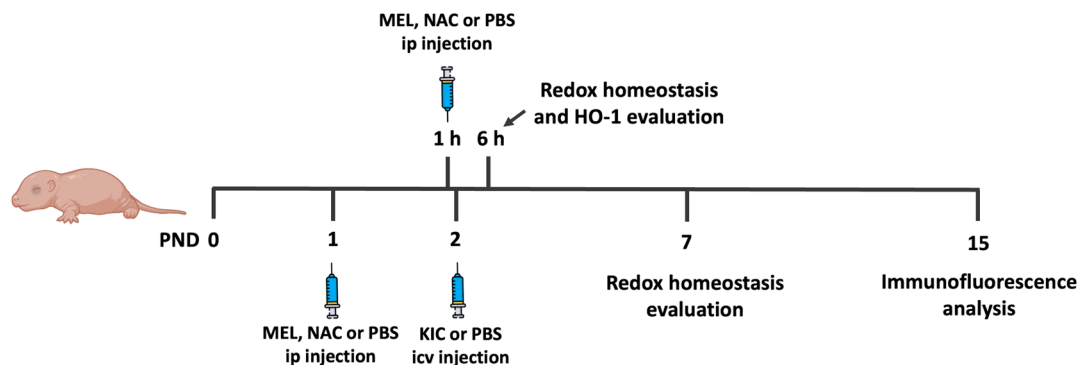 MEL, NAC or PBS
ip injection
Redox homeostasis
and HO-1 evaluation
1 h 6 h
PND 0 1 2 7 15
Redox homeostasis
evaluation
Immunofluorescence
analysis
MEL, NAC or PBS
ip injection
KIC or PBS
icv injection